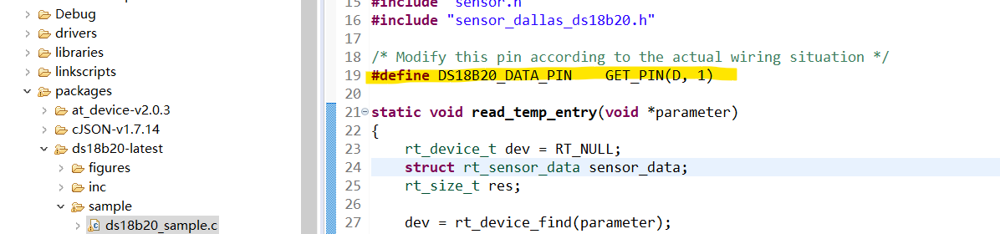 Debug
drivers
libraries
linkscripts
packages
at_device-v2.0.3
cJSON-v1.7.14
ds18b20-latest
figures
inc
sample
ds18b20_sample.c
15 #include "sensor.h"
16 #include "sensor_dallas_ds18b20.h"
17
18 /* Modify this pin according to the actual wiring situation */
19 #define DS18B20_DATA_PIN    GET_PIN(D, 1)
20
21 static void read_temp_entry(void *parameter)
22 {
23     rt_device_t dev = RT_NULL;
24     struct rt_sensor_data sensor_data;
25     rt_size_t res;
26
27     dev = rt_device_find(parameter);